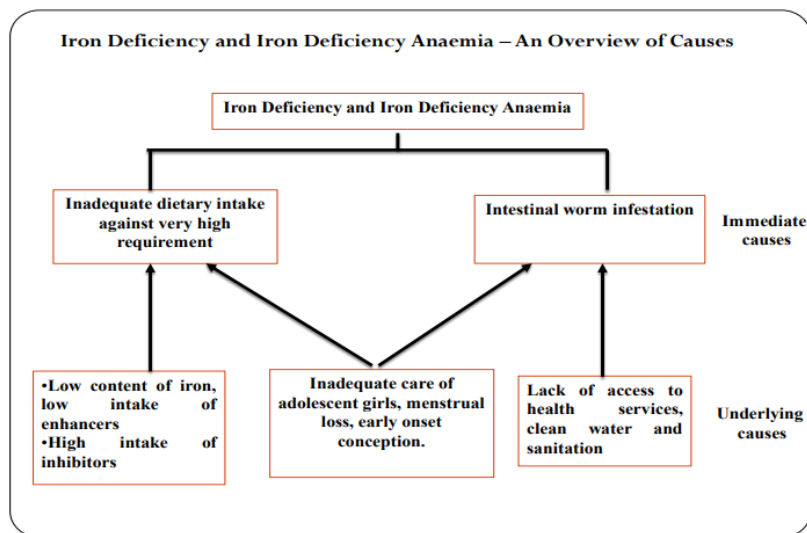 Iron Deficiency and Iron Deficiency Anaemia – An Overview of Causes
Iron Deficiency and Iron Deficiency Anaemia
Inadequate dietary intake
against very high
requirement
Intestinal worm infestation
Immediate
causes
•Low content of iron,
low intake of
enhancers
•High intake of
inhibitors
Inadequate care of
adolescent girls, menstrual
loss, early onset
conception.
Lack of access to
health services,
clean water and
sanitation
Underlying
causes